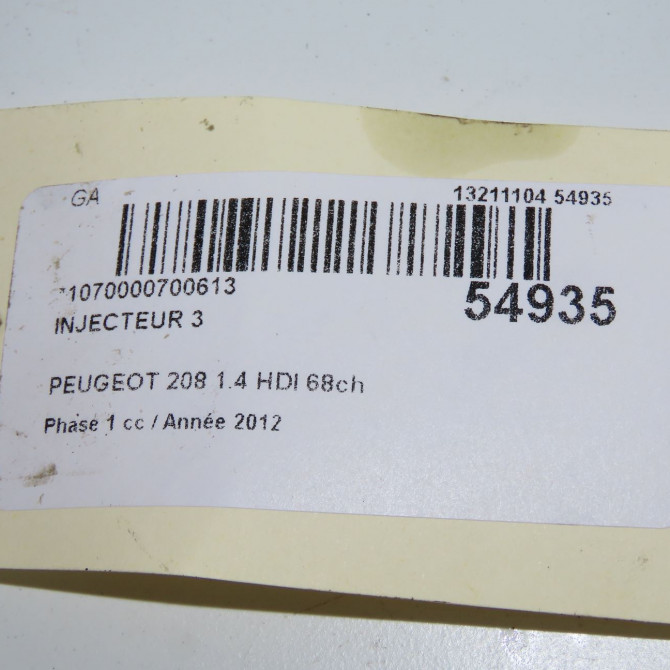 GA 13211104 54935
1070000700613
54935
INJECTEUR 3
PEUGEOT 208 1.4 HDI 68ch
Phase 1 cc / Année 2012